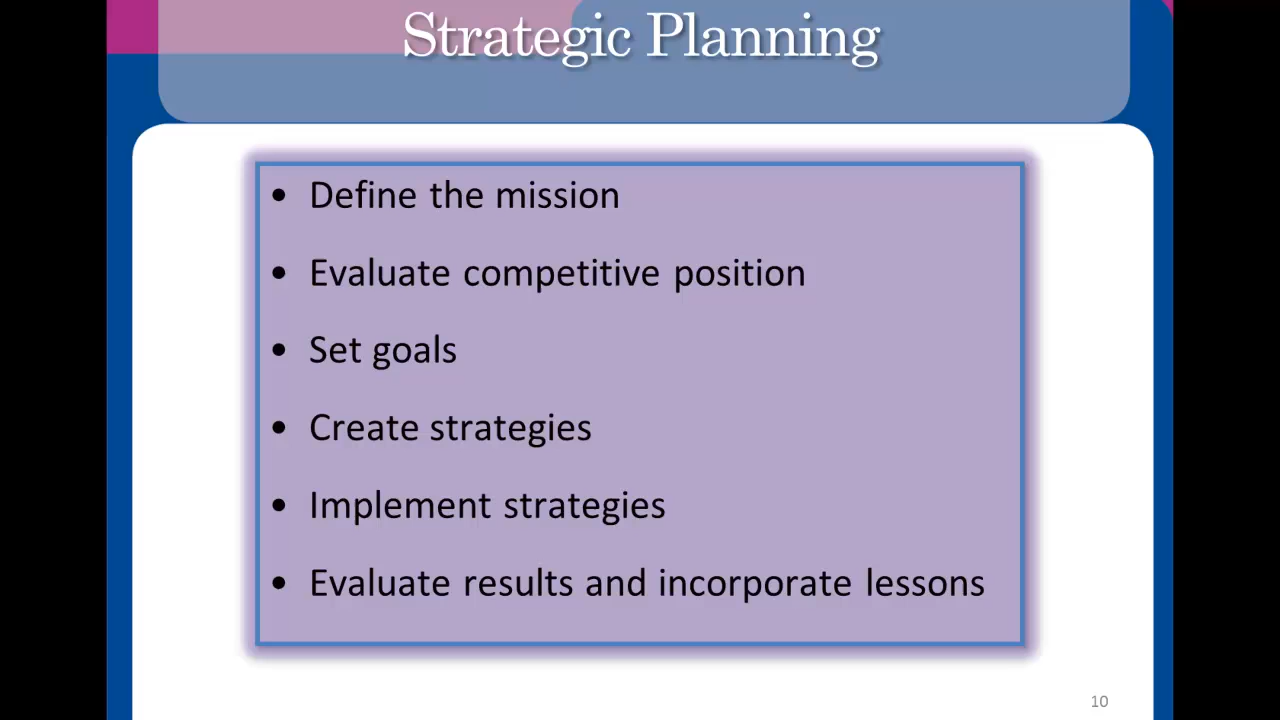 Strategic Planning
• Define the mission
• Evaluate competitive position
• Set goals
• Create strategies
• Implement strategies
• Evaluate results and incorporate lessons
10